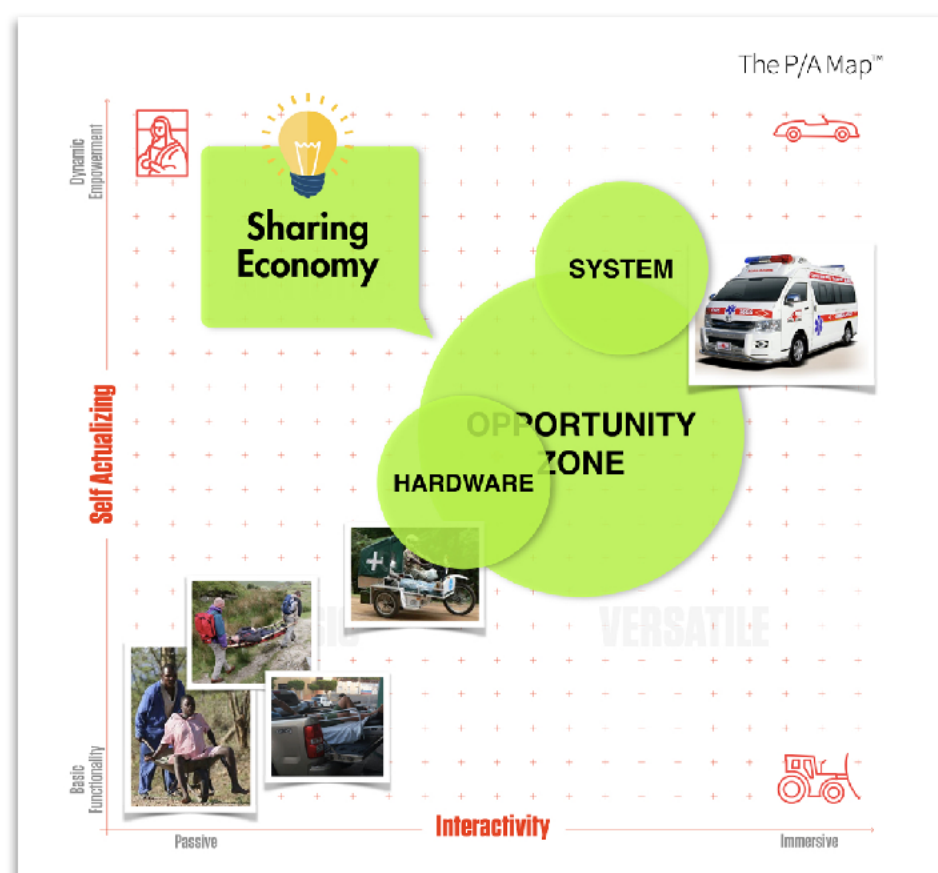 The P/A Map™
Dynamic
Empowerment
Sharing
Economy
SYSTEM
OPPORTUNITY
ZONE
HARDWARE
Self Actualizing
VERSATILE
Basic
Functionality
Interactivity
Passive
Immersive